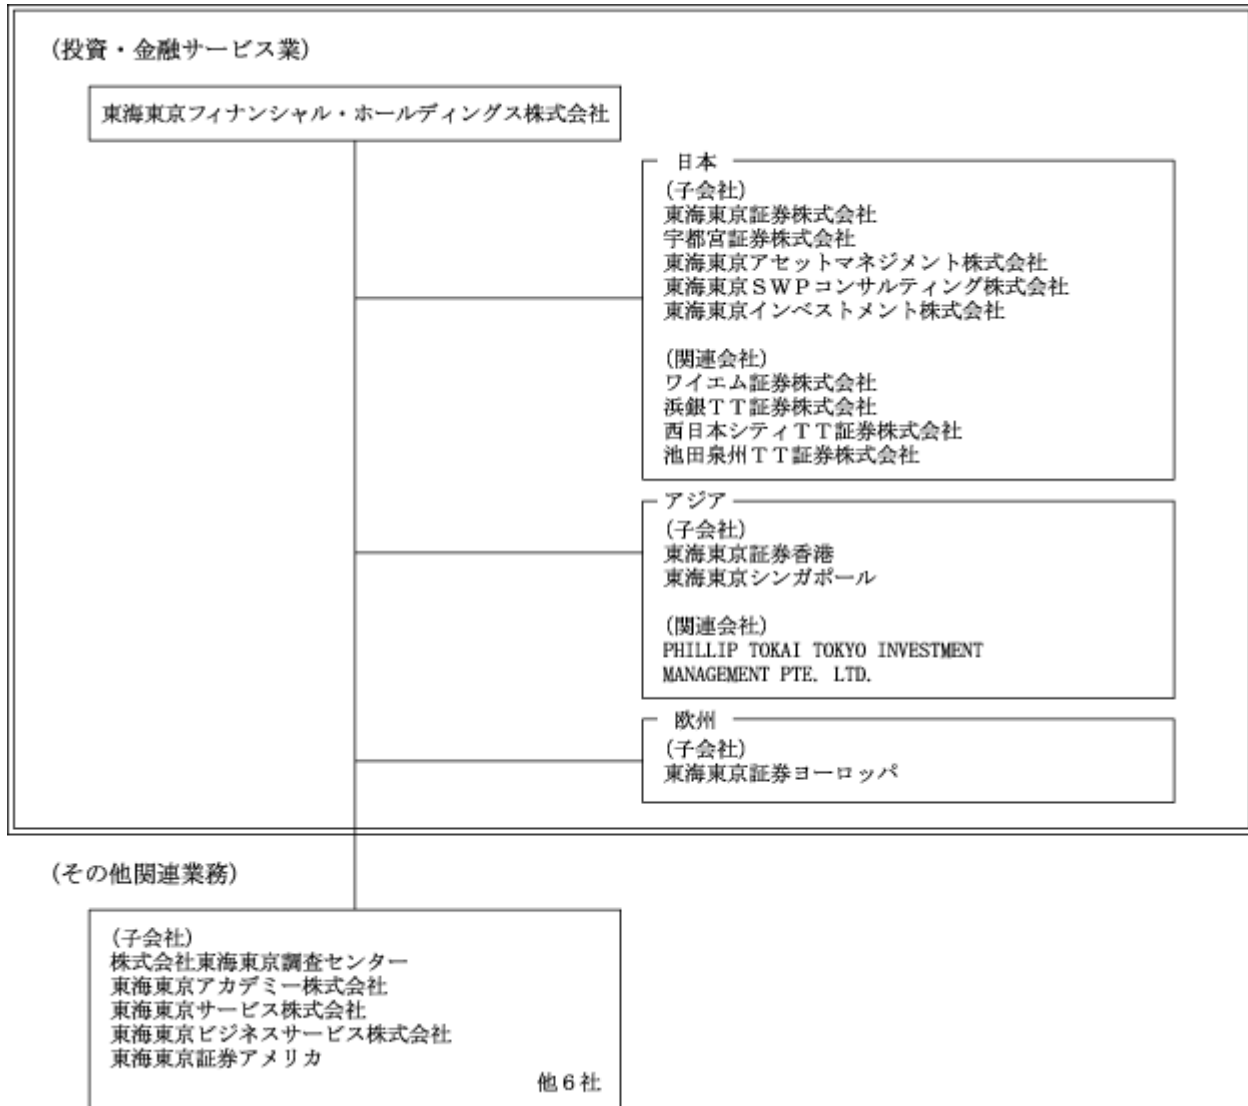 (投資・金融サービス業)
東海東京フィナンシャル・ホールディングス株式会社
日本
(子会社)
東海東京証券株式会社
宇都宮証券株式会社
東海東京アセットマネジメント株式会社
東海東京ＳＷＰコンサルティング株式会社
東海東京インベストメント株式会社
(関連会社)
ワイエム証券株式会社
浜銀ＴＴ証券株式会社
西日本シティＴＴ証券株式会社
池田泉州ＴＴ証券株式会社
アジア
(子会社)
東海東京証券香港
東海東京シンガポール
(関連会社)
PHILLIP TOKAI TOKYO INVESTMENT
MANAGEMENT PTE. LTD.
欧州
(子会社)
東海東京証券ヨーロッパ
(その他関連業務)
(子会社)
株式会社東海東京調査センター
東海東京アカデミー株式会社
東海東京サービス株式会社
東海東京ビジネスサービス株式会社
東海東京証券アメリカ
他６社